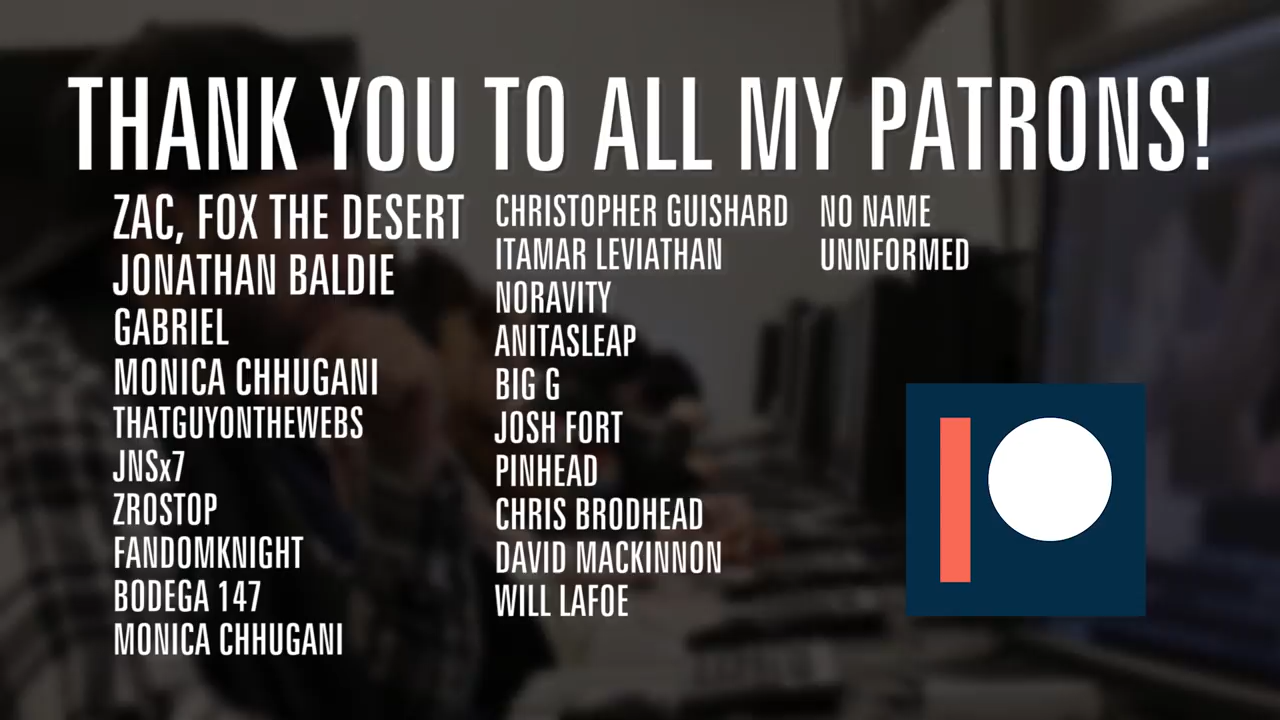 THANK YOU TO ALL MY PATRONS!
ZAC, FOX THE DESERT
JONATHAN BALDIE
GABRIEL
MONICA CHHUGANI
THATGUYONTHEWEBS
JNSx7
ZROSTOP
FANDOMKNIGHT
BODEGA 147
MONICA CHHUGANI
CHRISTOPHER GUISHARD
ITAMAR LEVIATHAN
NORAVITY
ANITASLEAP
BIG G
JOSH FORT
PINHEAD
CHRIS BRODHEAD
DAVID MACKINNON
WILL LAFOE
NO NAME
UNNFORMED